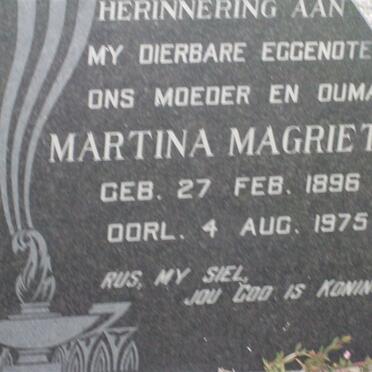 HERINNERING AAN
MY DIERBARE EGGENOTE
ONS MOEDER EN OUMA
MARTINA MAGRIET
GEB. 27 FEB. 1896
OORL. 4 AUG. 1975
RUS, MY SIEL,
JOU GOD IS KONIN